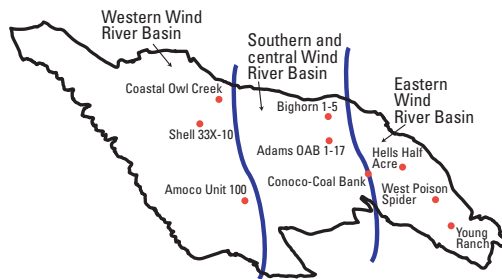 Western Wind
River Basin
Southern and
central Wind
River Basin
Eastern
Wind
River Basin
Coastal Owl Creek
Shell 33X-10
Amoco Unit 100
Bighorn 1-5
Adams OAB 1-17
Conoco-Coal Bank
Hells Half
Acre
West Poison
Spider
Young
Ranch